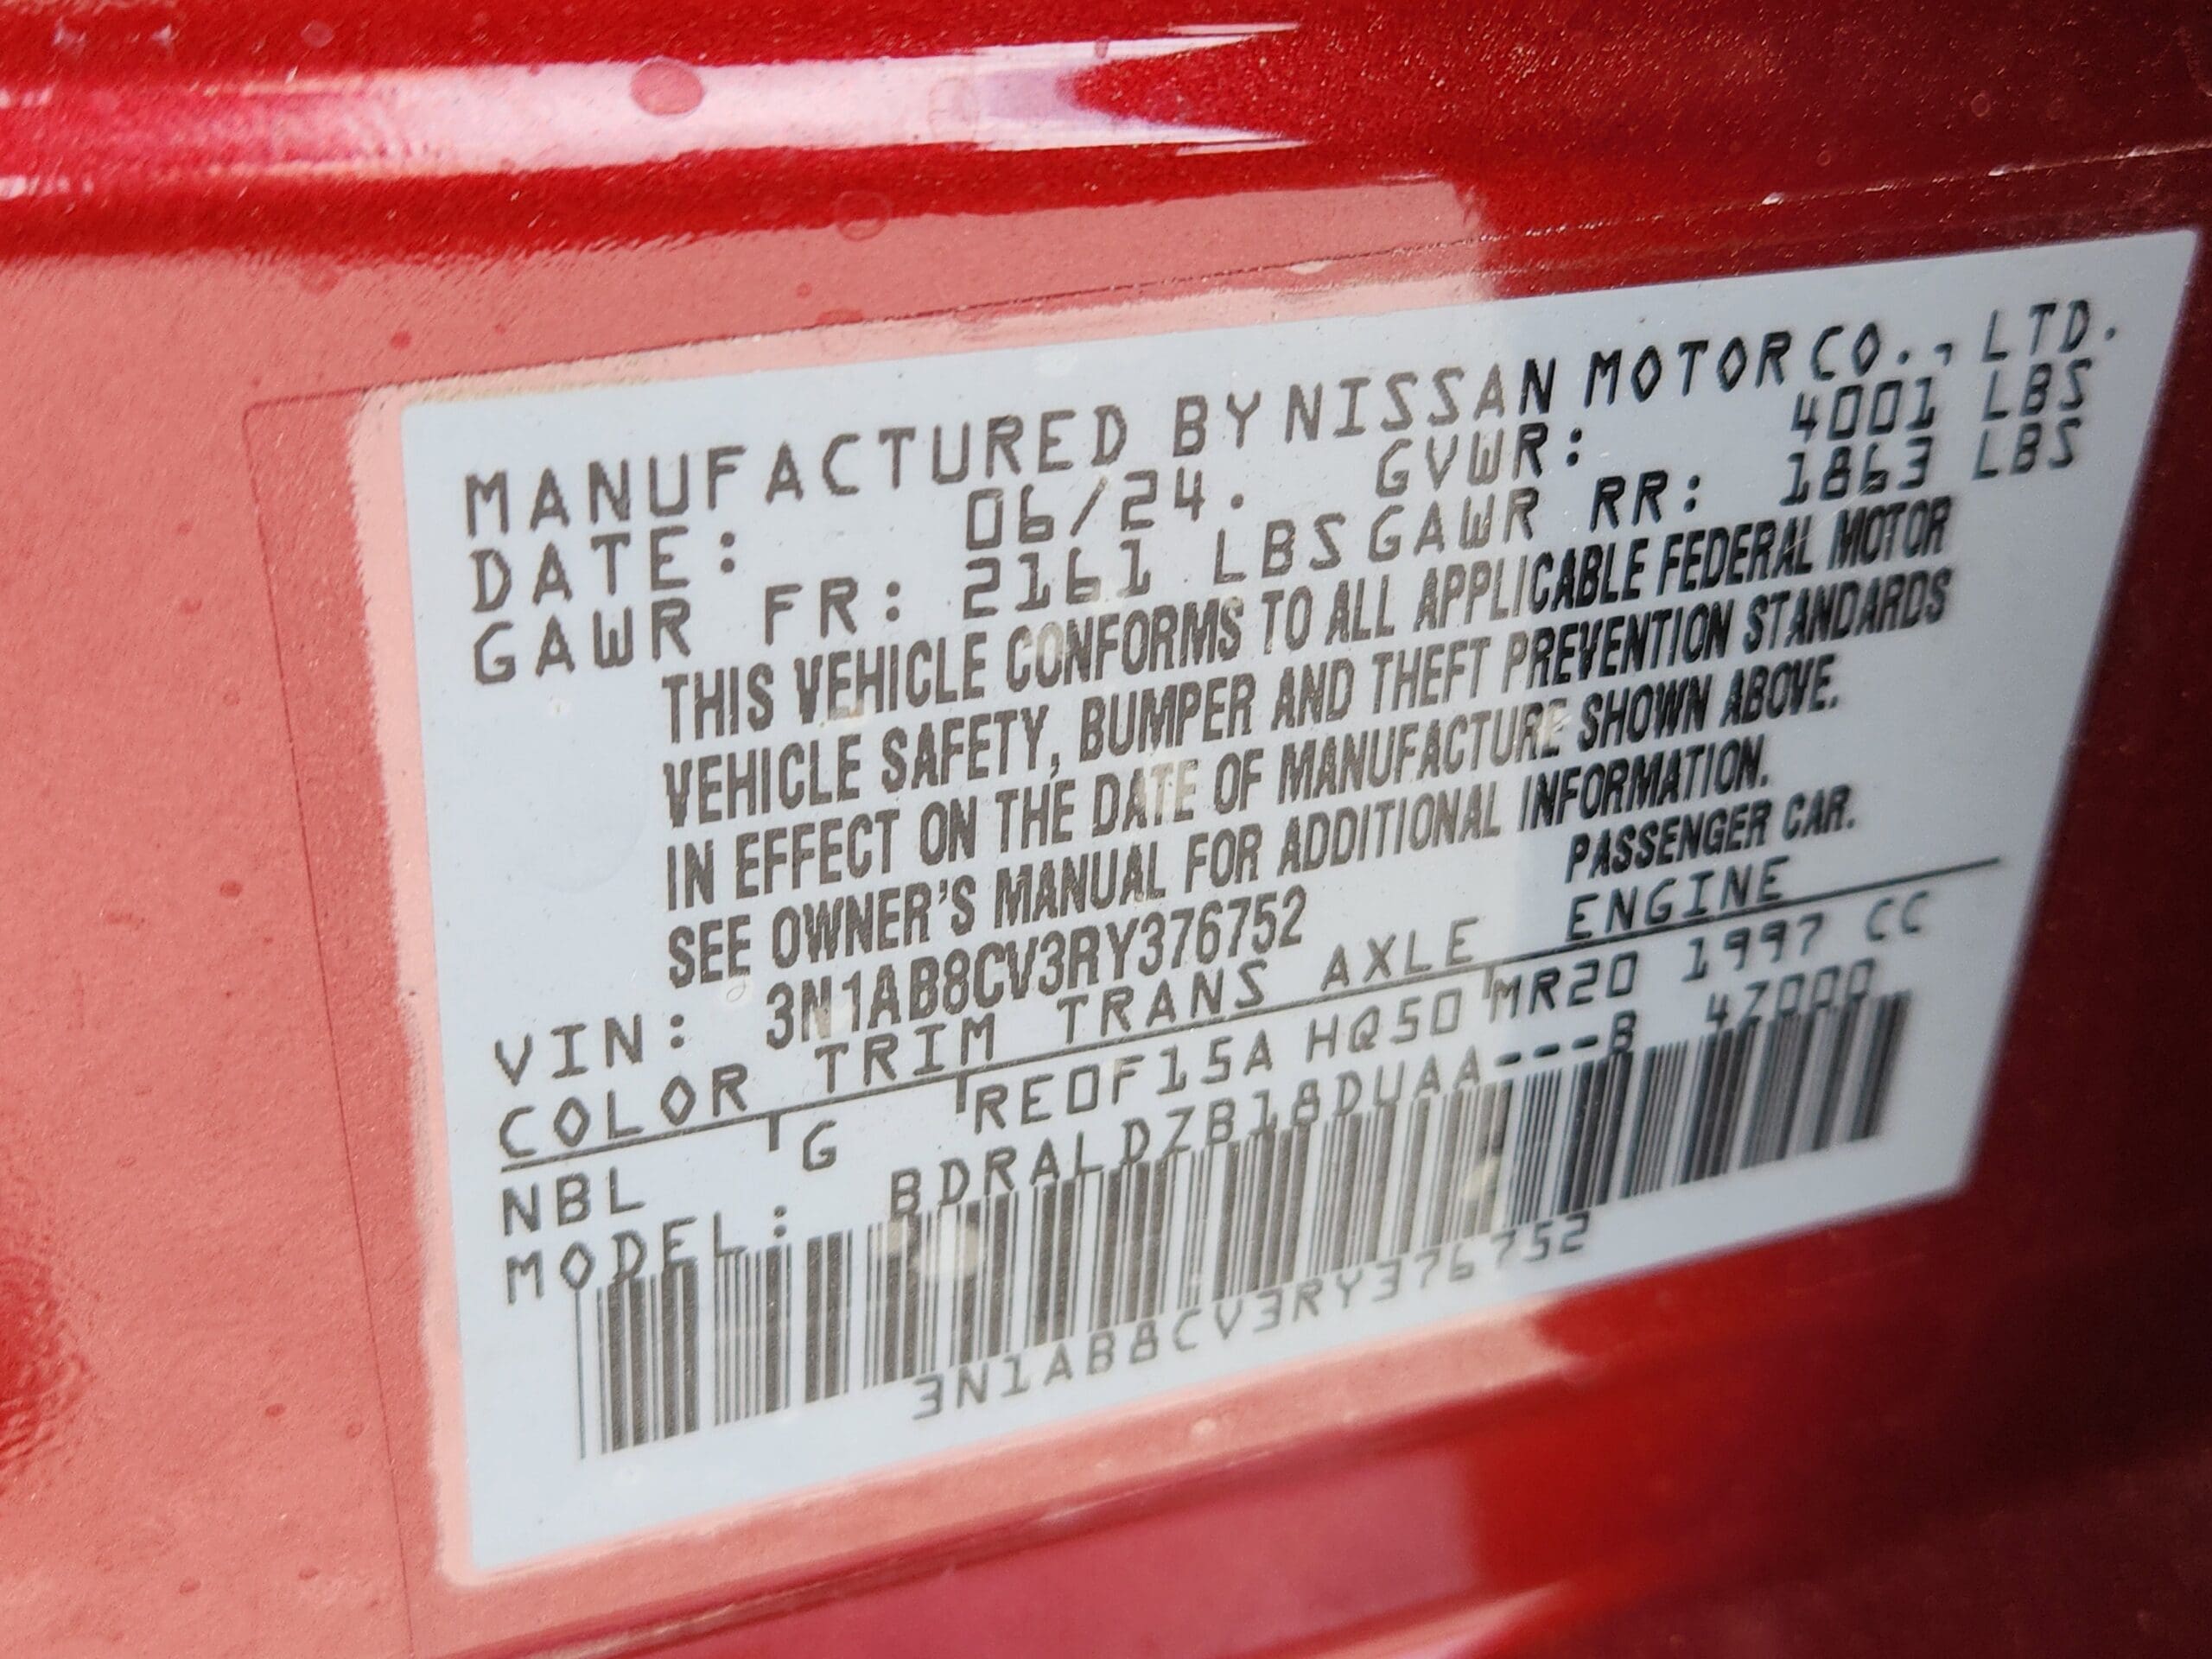 MANUFACTURED BY NISSAN MOTOR CO., LTD.
DATE: 06/24. GVWR: 4001 LBS
GAWR FR: 2161 LBS GAWR RR: 1863 LBS
THIS VEHICLE CONFORMS TO ALL APPLICABLE FEDERAL MOTOR
VEHICLE SAFETY, BUMPER AND THEFT PREVENTION STANDARDS
IN EFFECT ON THE DATE OF MANUFACTURE SHOWN ABOVE.
SEE OWNER'S MANUAL FOR ADDITIONAL INFORMATION.
VIN: 3N1AB8CV3RY376752 PASSENGER CAR.
COLOR TRIM TRANS AXLE ENGINE
NBL G RE0F15A HQ50 MR20 1997 CC
MODEL: BDRALDZB18DUAA---B
3N1AB8CV3RY376752